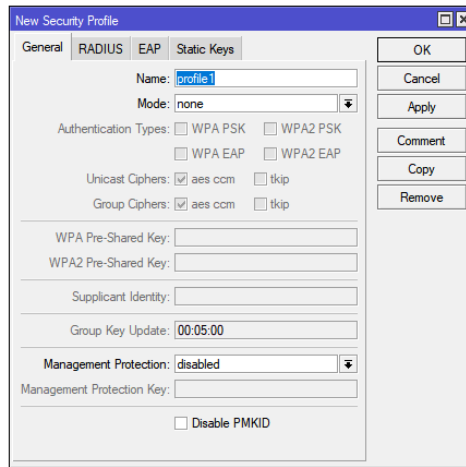 New Security Profile
General RADIUS EAP Static Keys
OK
Name: profile1
Cancel
Mode: none
Apply
Authentication Types: WPA PSK WPA2 PSK
WPA EAP WPA2 EAP
Comment
Unicast Ciphers: aes ccm tkip
Copy
Group Ciphers: aes ccm tkip
Remove
WPA Pre-Shared Key:
WPA2 Pre-Shared Key:
Supplicant Identity:
Group Key Update: 00:05:00
Management Protection: disabled
Management Protection Key:
Disable PMKID